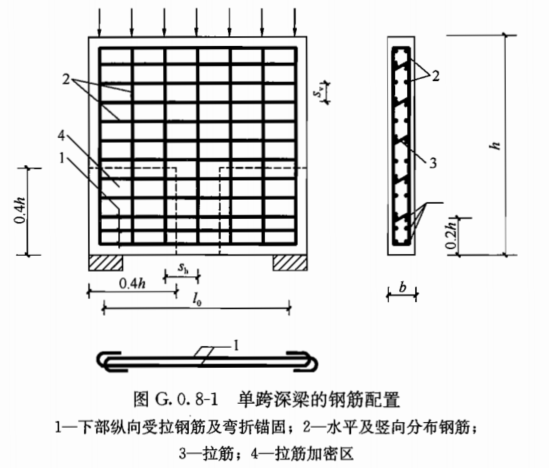 2
2
s_v
4
3
h
1
0.4h
0.2h
s_h
0.4h
b
l_0
1
图 G.0.8-1 单跨深梁的钢筋配置
1—下部纵向受拉钢筋及弯折锚固；2—水平及竖向分布钢筋；
3—拉筋；4—拉筋加密区